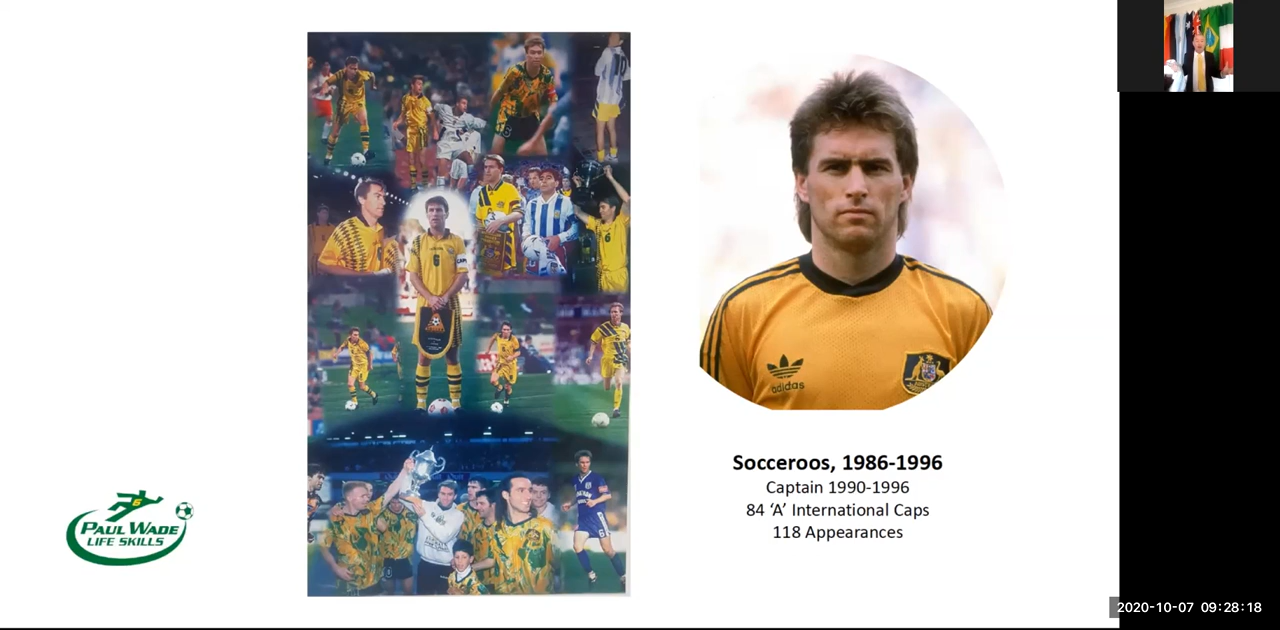 Socceroos, 1986-1996
Captain 1990-1996
84 ‘A’ International Caps
118 Appearances
adidas
6
PAUL WADE
LIFE SKILLS
2020-10-07 09:28:18